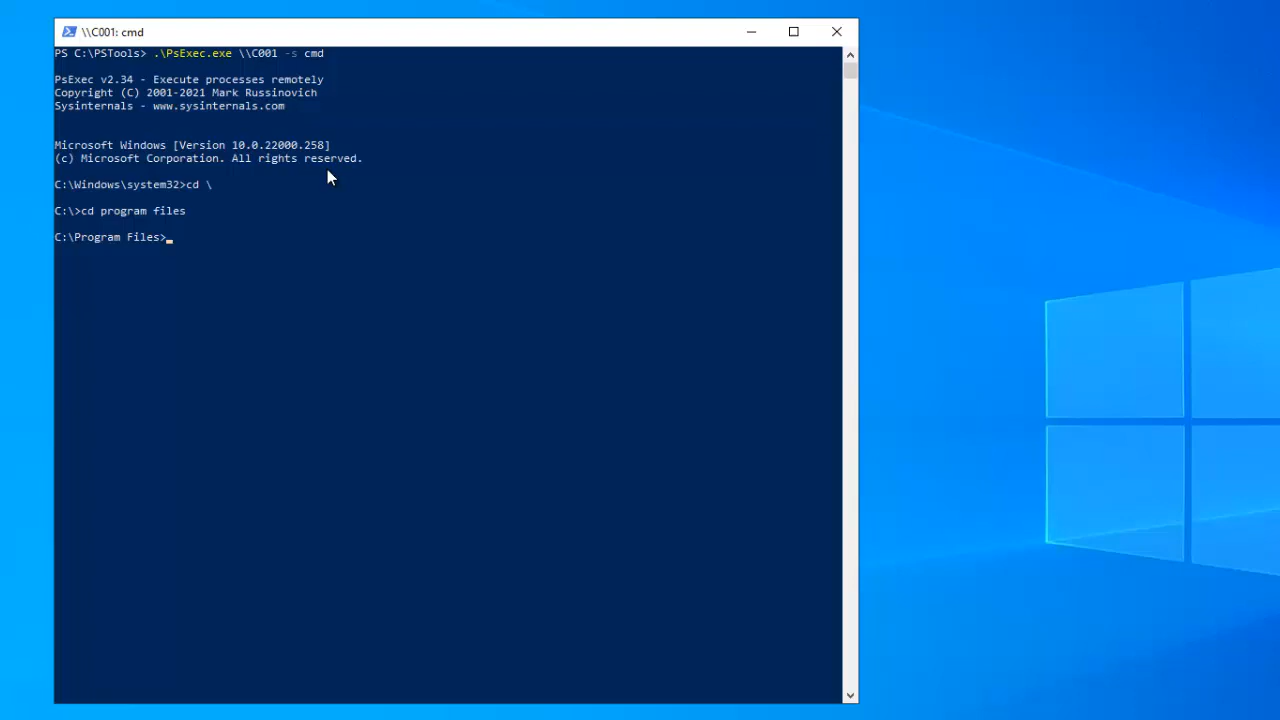 \\C001: cmd
PS C:\PSTools> .\PsExec.exe \\C001 -s cmd
PsExec v2.34 - Execute processes remotely
Copyright (C) 2001-2021 Mark Russinovich
Sysinternals - www.sysinternals.com
Microsoft Windows [Version 10.0.22000.258]
(c) Microsoft Corporation. All rights reserved.
C:\Windows\system32>cd \
C:\>cd program files
C:\Program Files>